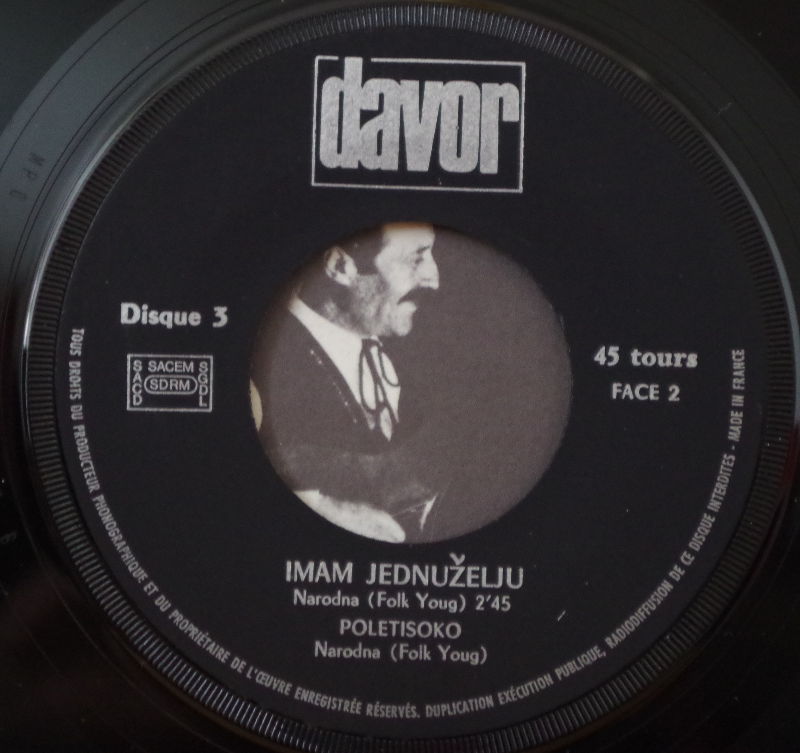 davor
Disque 3
SACD SACEM SGDL
SDRM
45 tours
FACE 2
IMAM JEDNUŽELJU
Narodna (Folk Youg) 2'45
POLETISOKO
Narodna (Folk Youg)
TOUS DROITS DU PRODUCTEUR PHONOGRAPHIQUE ET DU PROPRIÉTAIRE DE L'ŒUVRE ENREGISTRÉE RÉSERVÉS. DUPLICATION EXÉCUTION PUBLIQUE, RADIODIFFUSION DE CE DISQUE INTERDITES - MADE IN FRANCE